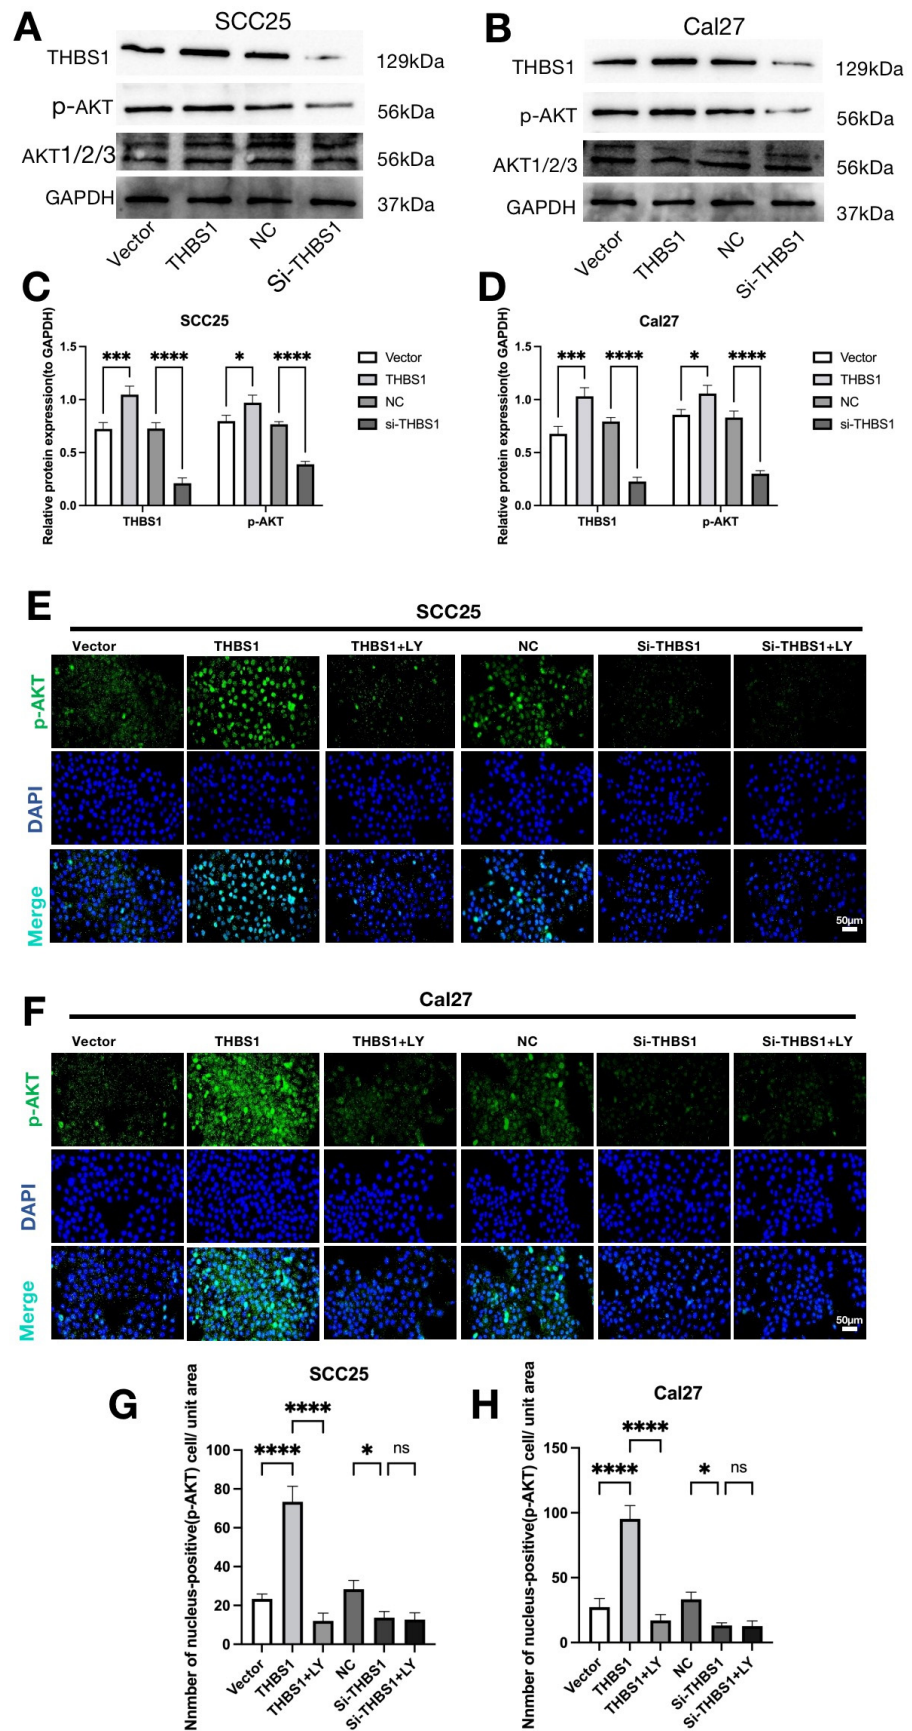 A
SCC25
THBS1
129kDa
p-AKT
56kDa
AKT1/2/3
56kDa
GAPDH
37kDa
Vector
THBS1
NC
Si-THBS1
B
Cal27
THBS1
129kDa
p-AKT
56kDa
AKT1/2/3
56kDa
GAPDH
37kDa
Vector
THBS1
NC
Si-THBS1
C
SCC25
Relative protein expression(to GAPDH)
1.5
1.0
0.5
0.0
*** **** * ****
THBS1 p-AKT
Vector
THBS1
NC
si-THBS1
D
Cal27
Relative protein expression(to GAPDH)
1.5
1.0
0.5
0.0
*** **** * ****
THBS1 p-AKT
Vector
THBS1
NC
si-THBS1
E
SCC25
Vector THBS1 THBS1+LY NC Si-THBS1 Si-THBS1+LY
p-AKT
DAPI
Merge
50μm
F
Cal27
Vector THBS1 THBS1+LY NC Si-THBS1 Si-THBS1+LY
p-AKT
DAPI
Merge
50μm
G
SCC25
Nnmber of nucleus-positive(p-AKT) cell/ unit area
100
80
60
40
20
0
****
**** * ns
Vector
THBS1
THBS1+LY
NC
Si-THBS1
Si-THBS1+LY
H
Cal27
Nnmber of nucleus-positive(p-AKT) cell/ unit area
150
100
50
0
****
**** * ns
Vector
THBS1
THBS1+LY
NC
Si-THBS1
Si-THBS1+LY